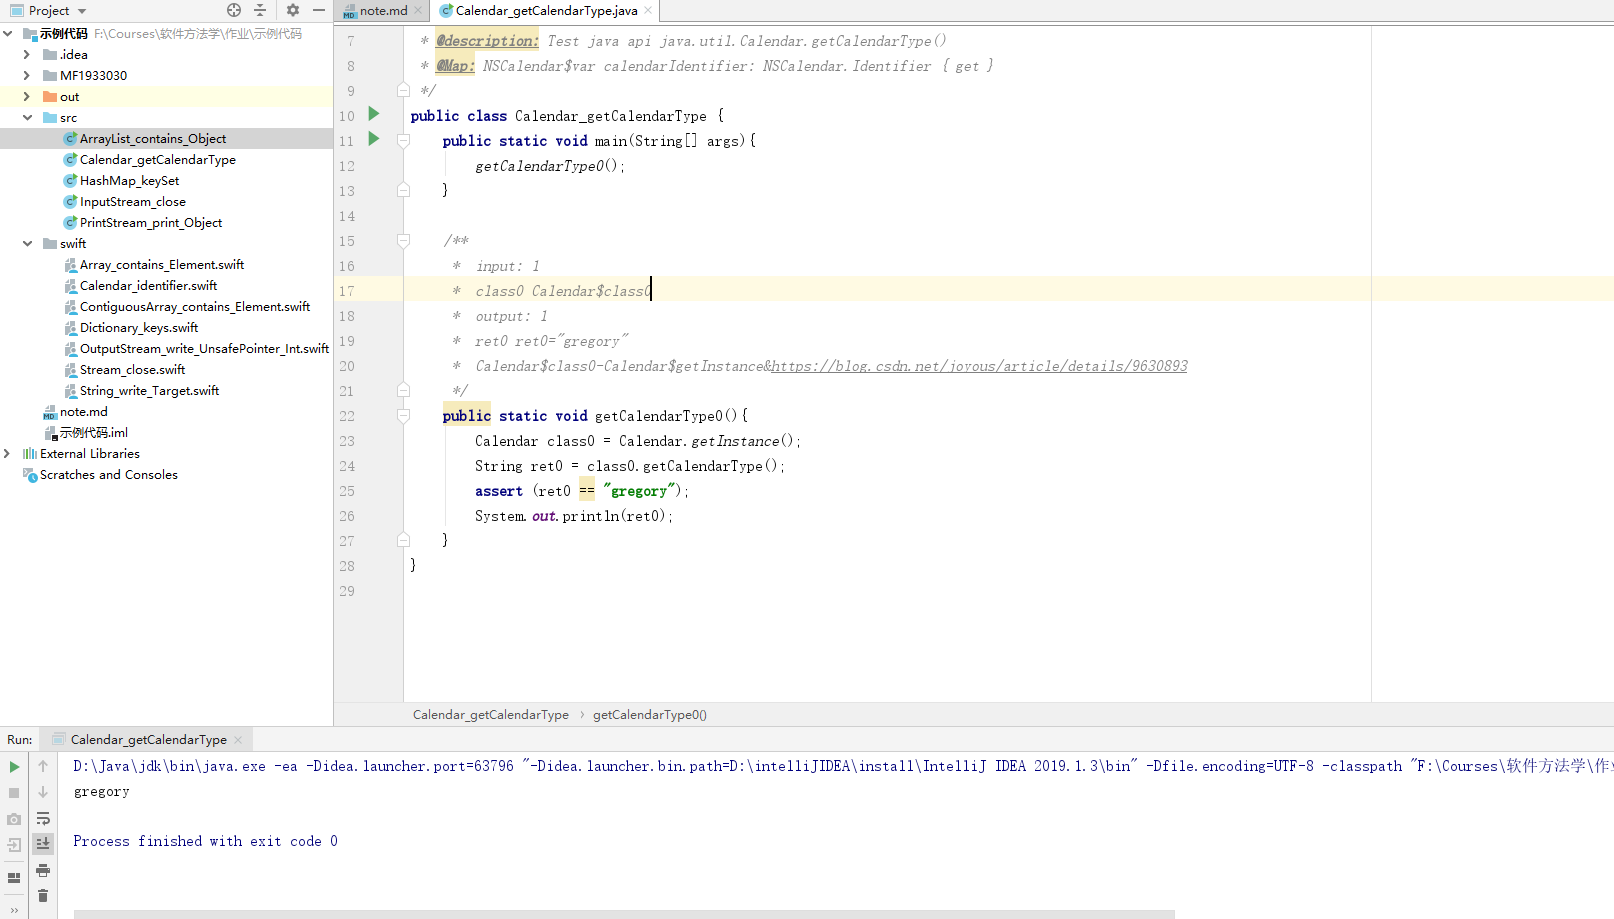 Project
示例代码 F:\Courses\软件方法学\作业\示例代码
.idea
MF1933030
out
src
ArrayList_contains_Object
Calendar_getCalendarType
HashMap_keySet
InputStream_close
PrintStream_print_Object
swift
Array_contains_Element.swift
Calendar_identifier.swift
ContiguousArray_contains_Element.swift
Dictionary_keys.swift
OutputStream_write_UnsafePointer_Int.swift
Stream_close.swift
String_write_Target.swift
note.md
示例代码.iml
External Libraries
Scratches and Consoles
note.md Calendar_getCalendarType.java
7 * @description: Test java api java.util.Calendar.getCalendarType()
8 * @Map: NSCalendar$var calendarIdentifier: NSCalendar.Identifier { get }
9 */
10 public class Calendar_getCalendarType {
11 public static void main(String[] args){
12 getCalendarType0();
13 }
14
15 /**
16 * input: 1
17 * class0 Calendar$class0
18 * output: 1
19 * ret0 ret0="gregory"
20 * Calendar$class0-Calendar$getInstance&https://blog.csdn.net/joyous/article/details/9630893
21 */
22 public static void getCalendarType0(){
23 Calendar class0 = Calendar.getInstance();
24 String ret0 = class0.getCalendarType();
25 assert (ret0 == "gregory");
26 System.out.println(ret0);
27 }
28 }
29
Calendar_getCalendarType › getCalendarType0()
Run: Calendar_getCalendarType
D:\Java\jdk\bin\java.exe -ea -Didea.launcher.port=63796 "-Didea.launcher.bin.path=D:\intelliJIDEA\install\IntelliJ IDEA 2019.1.3\bin" -Dfile.encoding=UTF-8 -classpath "F:\Courses\软件方法学\作
gregory
Process finished with exit code 0